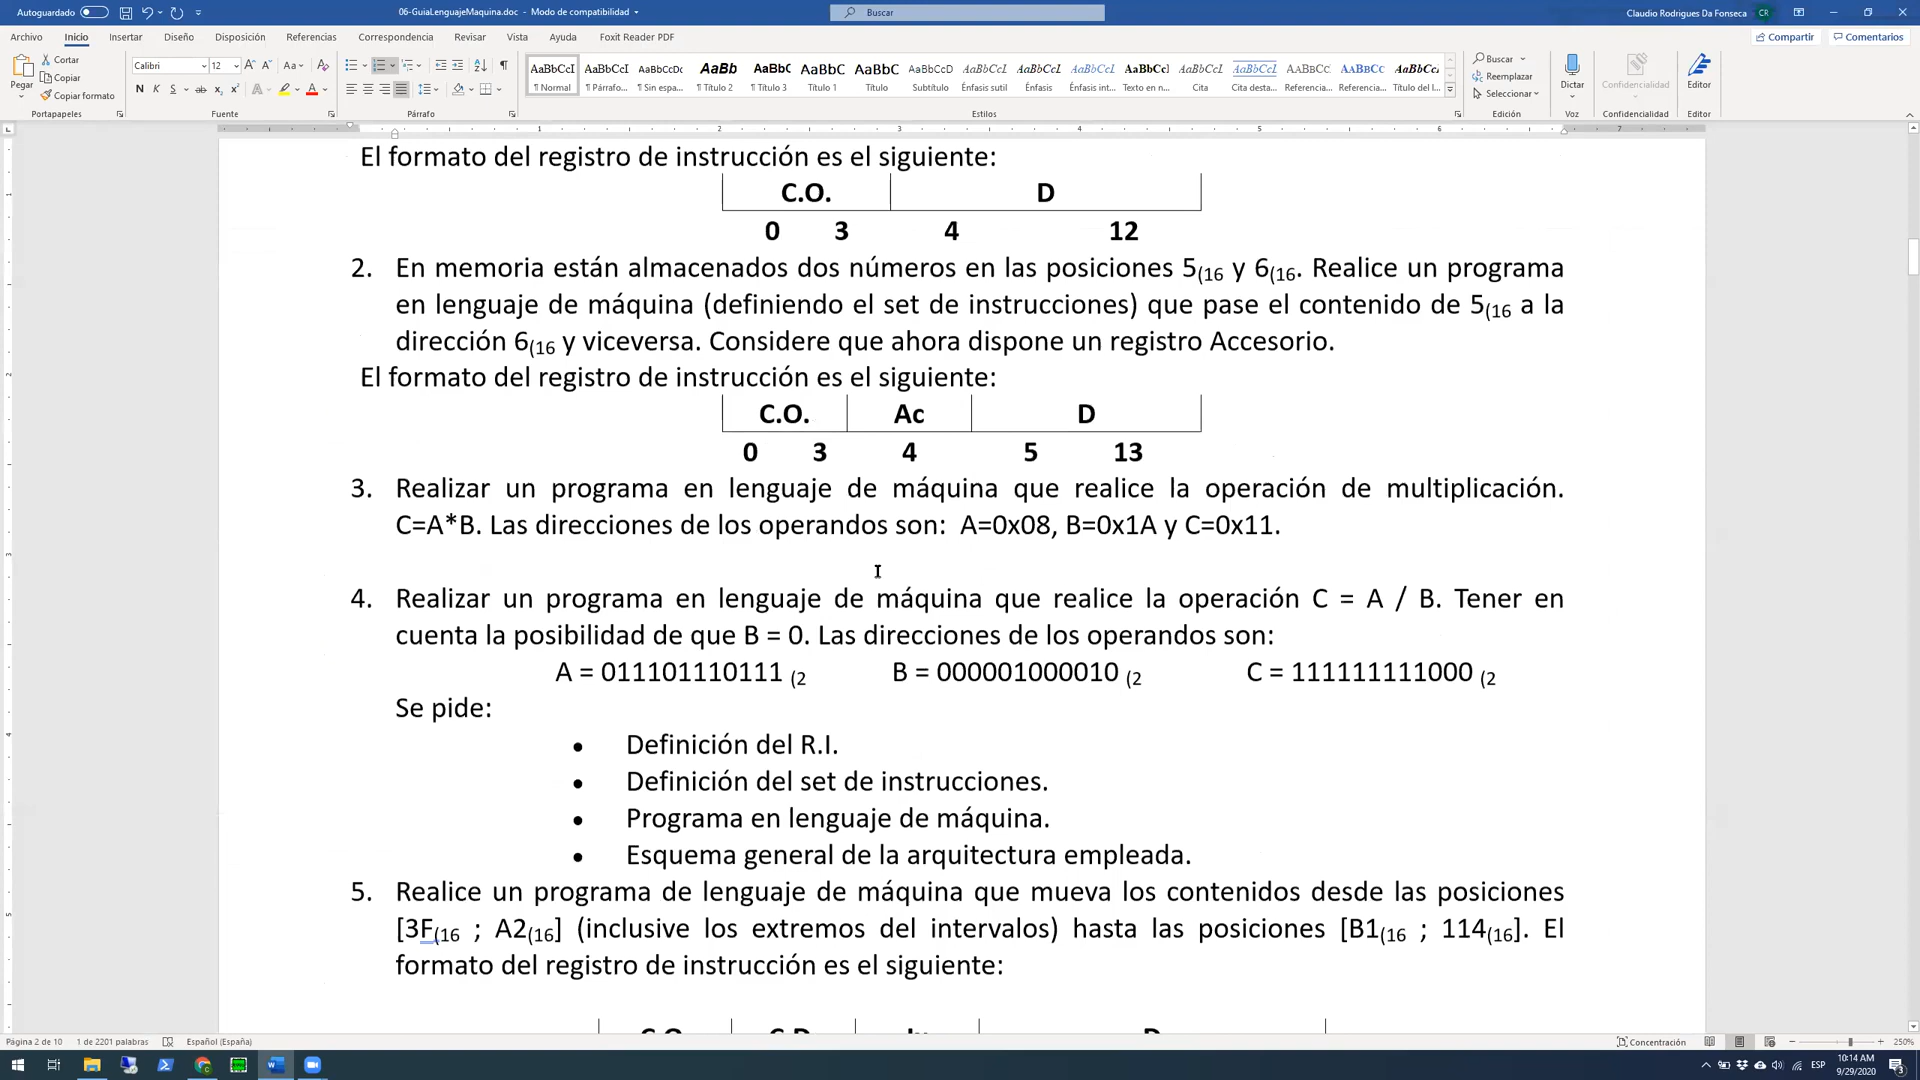 Autoguardado
06-GuiaLenguajeMaquina.doc - Modo de compatibilidad
Buscar
Claudio Rodrigues Da Fonseca
CR
Archivo Inicio Insertar Diseño Disposición Referencias Correspondencia Revisar Vista Ayuda Foxit Reader PDF
Compartir Comentarios
Pegar
Cortar
Copiar
Copiar formato
Portapapeles
Calibri 12
N K S
Fuente
Párrafo
AaBbCcI ¶ Normal
AaBbCcI ¶ Párrafo...
AaBbCcDc ¶ Sin espa...
AaBb ¶ Título 2
AaBbC ¶ Título 3
AaBbC Título 1
AaBbC Título
AaBbCcD Subtítulo
AaBbCcI Énfasis sutil
AaBbCcI Énfasis
AaBbCcI Énfasis int...
AaBbCcI Texto en n...
AaBbCcI Cita
AaBbCcI Cita desta...
AaBbCcI Referencia...
AaBbCc Referencia...
AaBbCc Título del l...
Estilos
Buscar
Reemplazar
Seleccionar
Edición
Dictar
Voz
Confidencialidad
Confidencialidad
Editor
Editor
1 2 3 4 5 6 7
El formato del registro de instrucción es el siguiente:
C.O. D
0 3 4 12
2. En memoria están almacenados dos números en las posiciones 5(16 y 6(16. Realice un programa
en lenguaje de máquina (definiendo el set de instrucciones) que pase el contenido de 5(16 a la
dirección 6(16 y viceversa. Considere que ahora dispone un registro Accesorio.
El formato del registro de instrucción es el siguiente:
C.O. Ac D
0 3 4 5 13
3. Realizar un programa en lenguaje de máquina que realice la operación de multiplicación.
C=A*B. Las direcciones de los operandos son: A=0x08, B=0x1A y C=0x11.
4. Realizar un programa en lenguaje de máquina que realice la operación C = A / B. Tener en
cuenta la posibilidad de que B = 0. Las direcciones de los operandos son:
A = 011101110111 (2 B = 000001000010 (2 C = 111111111000 (2
Se pide:
• Definición del R.I.
• Definición del set de instrucciones.
• Programa en lenguaje de máquina.
• Esquema general de la arquitectura empleada.
5. Realice un programa de lenguaje de máquina que mueva los contenidos desde las posiciones
[3F(16 ; A2(16] (inclusive los extremos del intervalos) hasta las posiciones [B1(16 ; 114(16]. El
formato del registro de instrucción es el siguiente:
Página 2 de 10 1 de 2201 palabras Español (España)
Concentración
250%
ESP
10:14 AM
9/29/2020